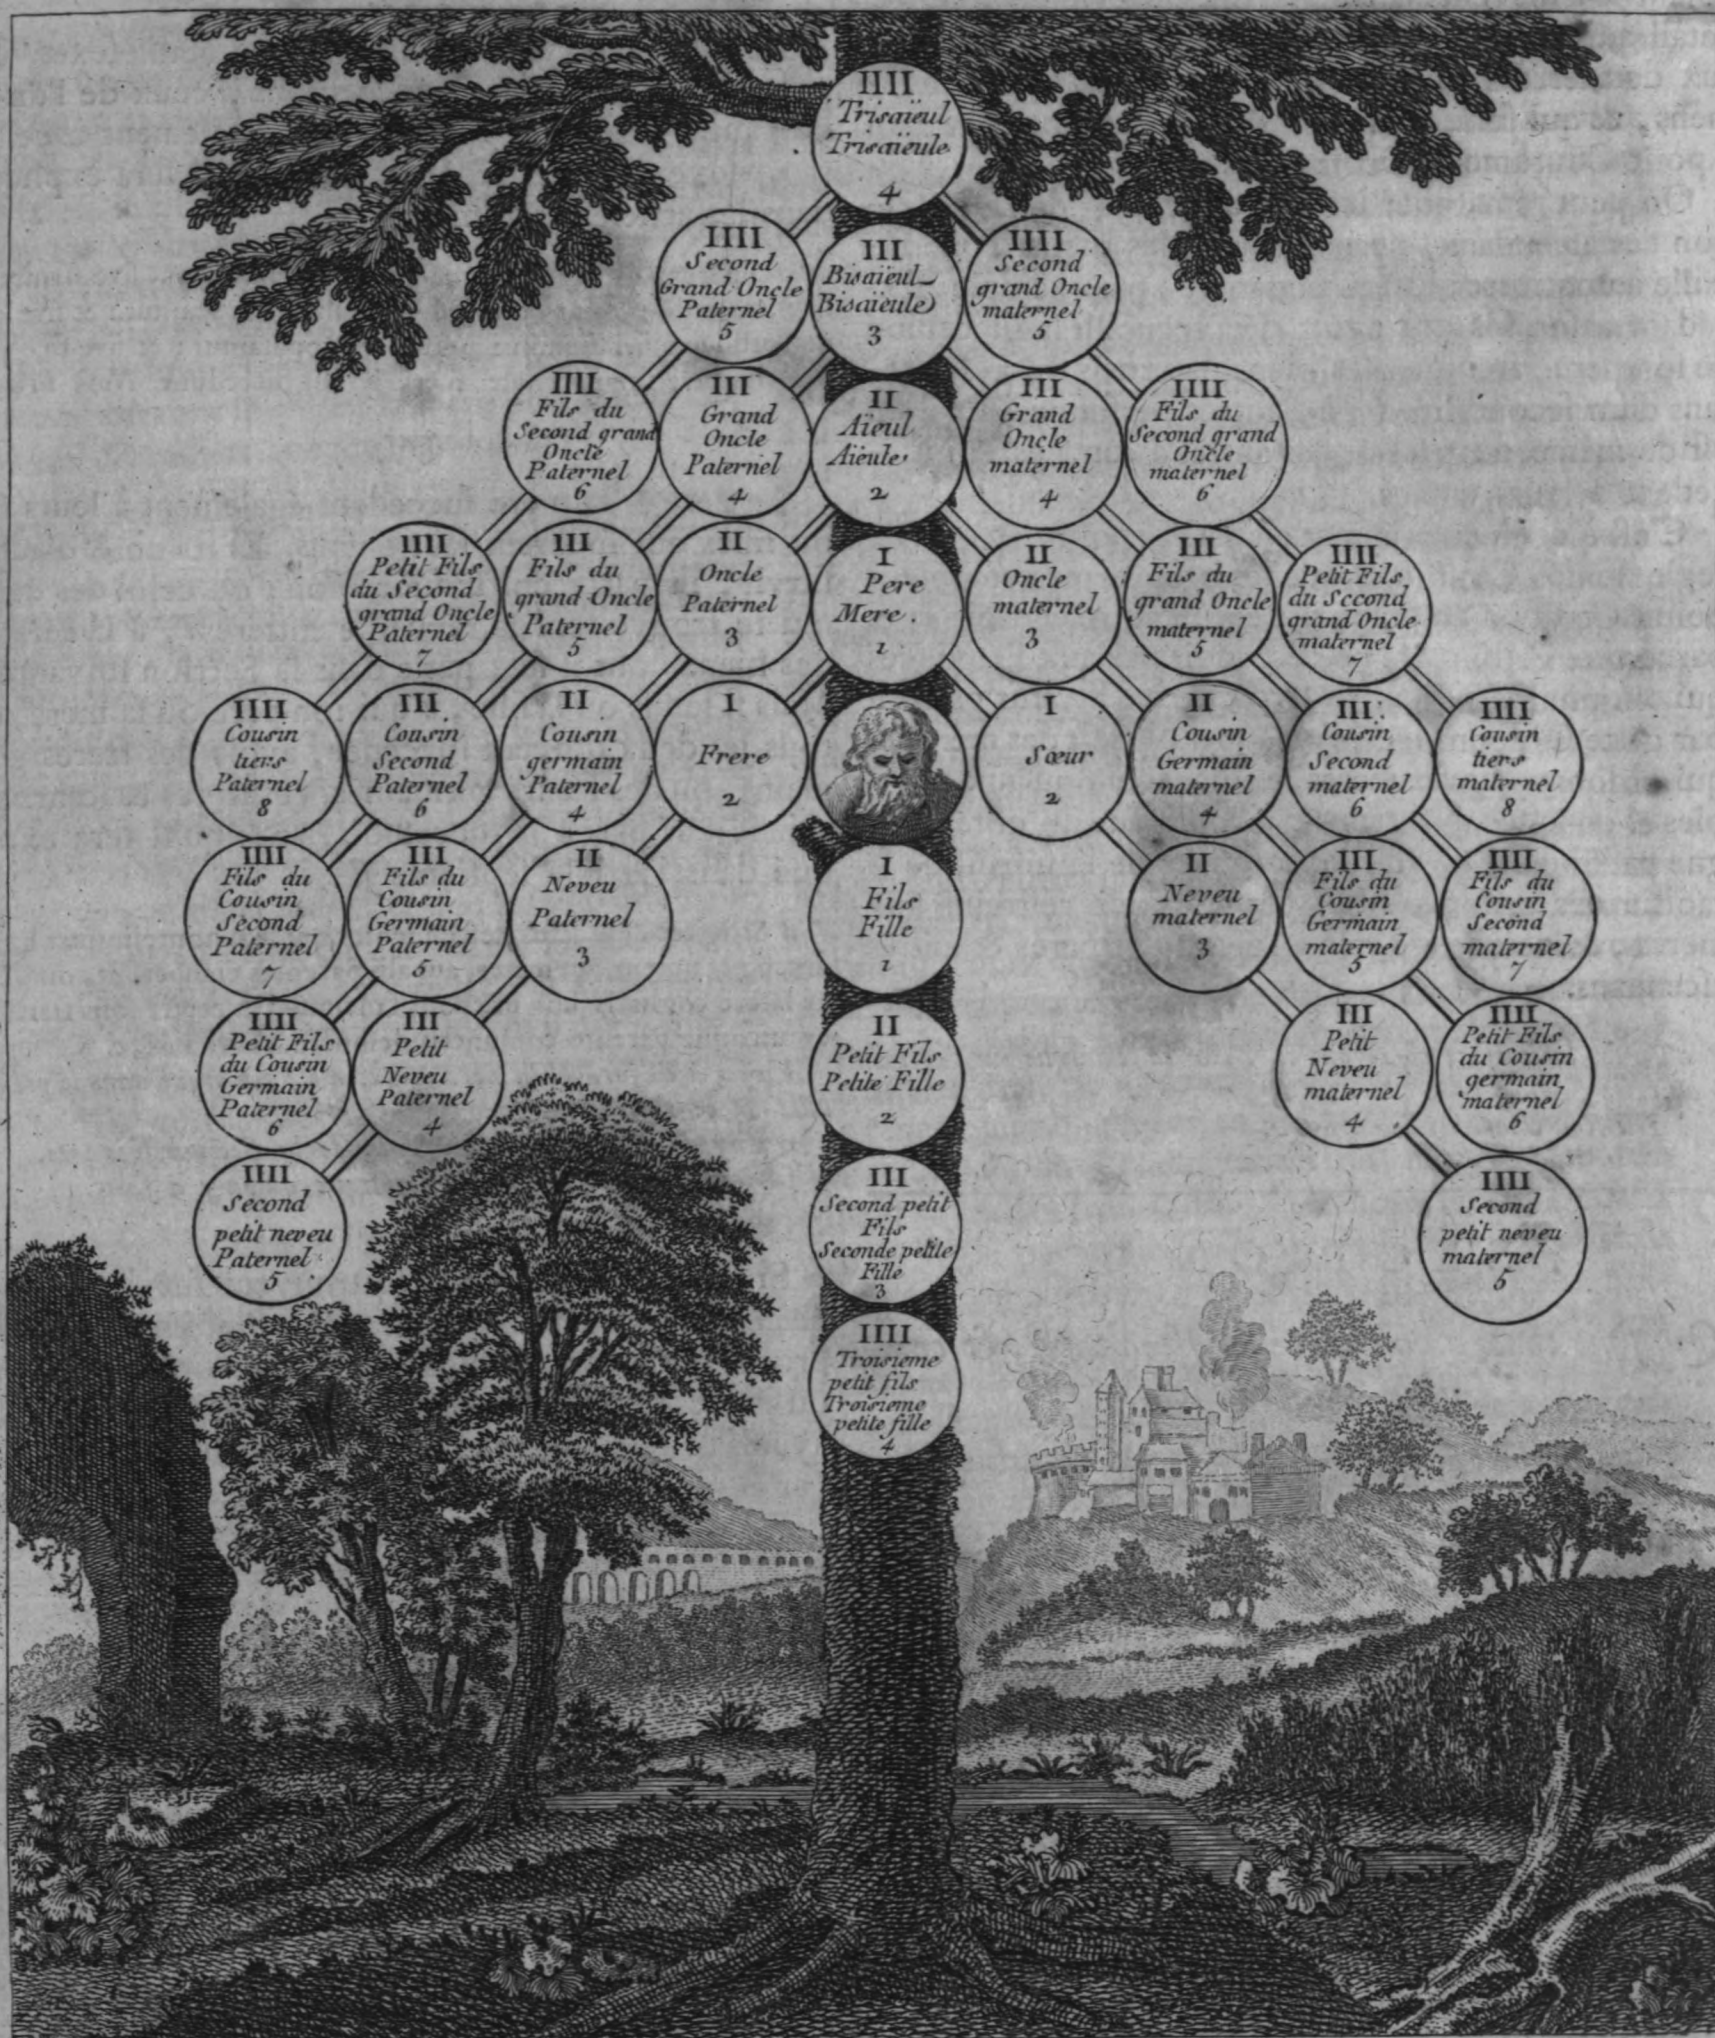 IIII
Trisaïeul
Trisaïeule
4
IIII
Second
Grand Oncle
Paternel
5
III
Bisaïeul
Bisaïeule
3
IIII
Second
grand Oncle
maternel
5
IIII
Fils du
Second grand
Oncle
Paternel
6
III
Grand
Oncle
Paternel
4
II
Aïeul
Aïeule
2
III
Grand
Oncle
maternel
4
IIII
Fils du
Second grand
Oncle
maternel
6
IIII
Petit Fils
du Second
grand Oncle
Paternel
7
III
Fils du
grand Oncle
Paternel
5
II
Oncle
Paternel
3
I
Pere
Mere.
1
II
Oncle
maternel
3
III
Fils du
grand Oncle
maternel
5
IIII
Petit Fils
du Second
grand Oncle
maternel
7
IIII
Cousin
tiers
Paternel
8
III
Cousin
Second
Paternel
6
II
Cousin
germain
Paternel
4
I
Frere
2
I
Sœur
2
II
Cousin
Germain
maternel
4
III
Cousin
Second
maternel
6
IIII
Cousin
tiers
maternel
8
IIII
Fils du
Cousin
Second
Paternel
7
III
Fils du
Cousin
Germain
Paternel
5
II
Neveu
Paternel
3
I
Fils
Fille
1
II
Neveu
maternel
3
III
Fils du
Cousin
Germain
maternel
5
IIII
Fils du
Cousin
Second
maternel
7
IIII
Petit Fils
du Cousin
Germain
Paternel
6
III
Petit
Neveu
Paternel
4
II
Petit Fils
Petite Fille
2
III
Petit
Neveu
maternel
4
IIII
Petit Fils
du Cousin
germain
maternel
6
IIII
Second
petit neveu
Paternel
5
III
Second petit
Fils
Seconde petite
Fille
3
IIII
Second
petit neveu
maternel
5
IIII
Troisieme
petit fils
Troisieme
petite fille
4